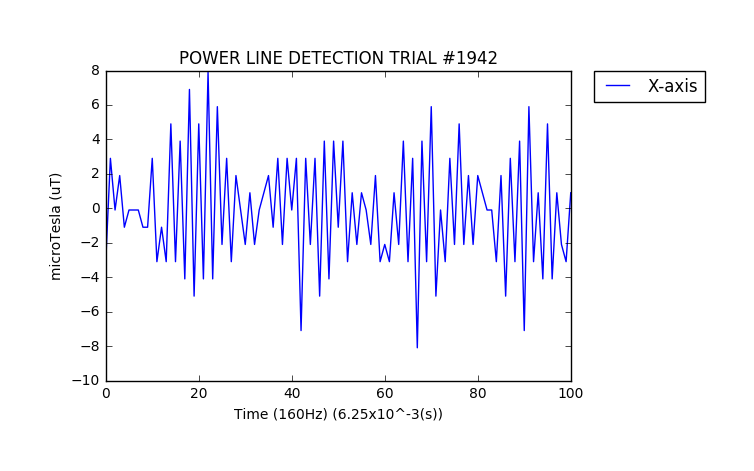 POWER LINE DETECTION TRIAL #1942
X-axis
8
6
4
2
0
−2
−4
−6
−8
−10
microTesla (uT)
0 20 40 60 80 100
Time (160Hz) (6.25x10^-3(s))